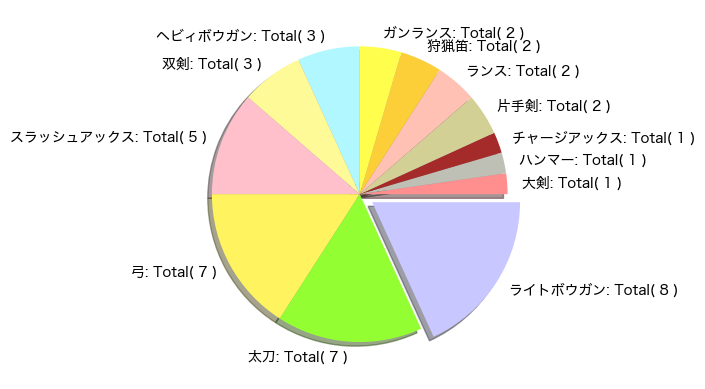 ガンランス: Total( 2 )
ヘビィボウガン: Total( 3 )
狩猟笛: Total( 2 )
双剣: Total( 3 )
ランス: Total( 2 )
片手剣: Total( 2 )
スラッシュアックス: Total( 5 )
チャージアックス: Total( 1 )
ハンマー: Total( 1 )
大剣: Total( 1 )
弓: Total( 7 )
ライトボウガン: Total( 8 )
太刀: Total( 7 )